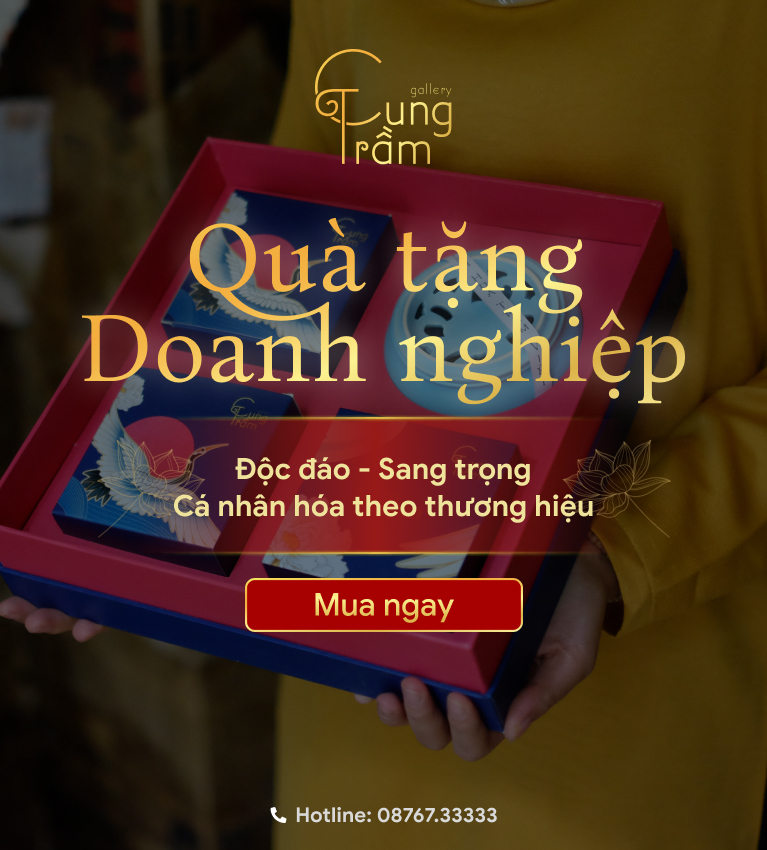 gallery
Cung
Trầm
Quà tặng
Doanh nghiệp
Độc đáo - Sang trọng
Cá nhân hóa theo thương hiệu
Mua ngay
Hotline: 08767.33333